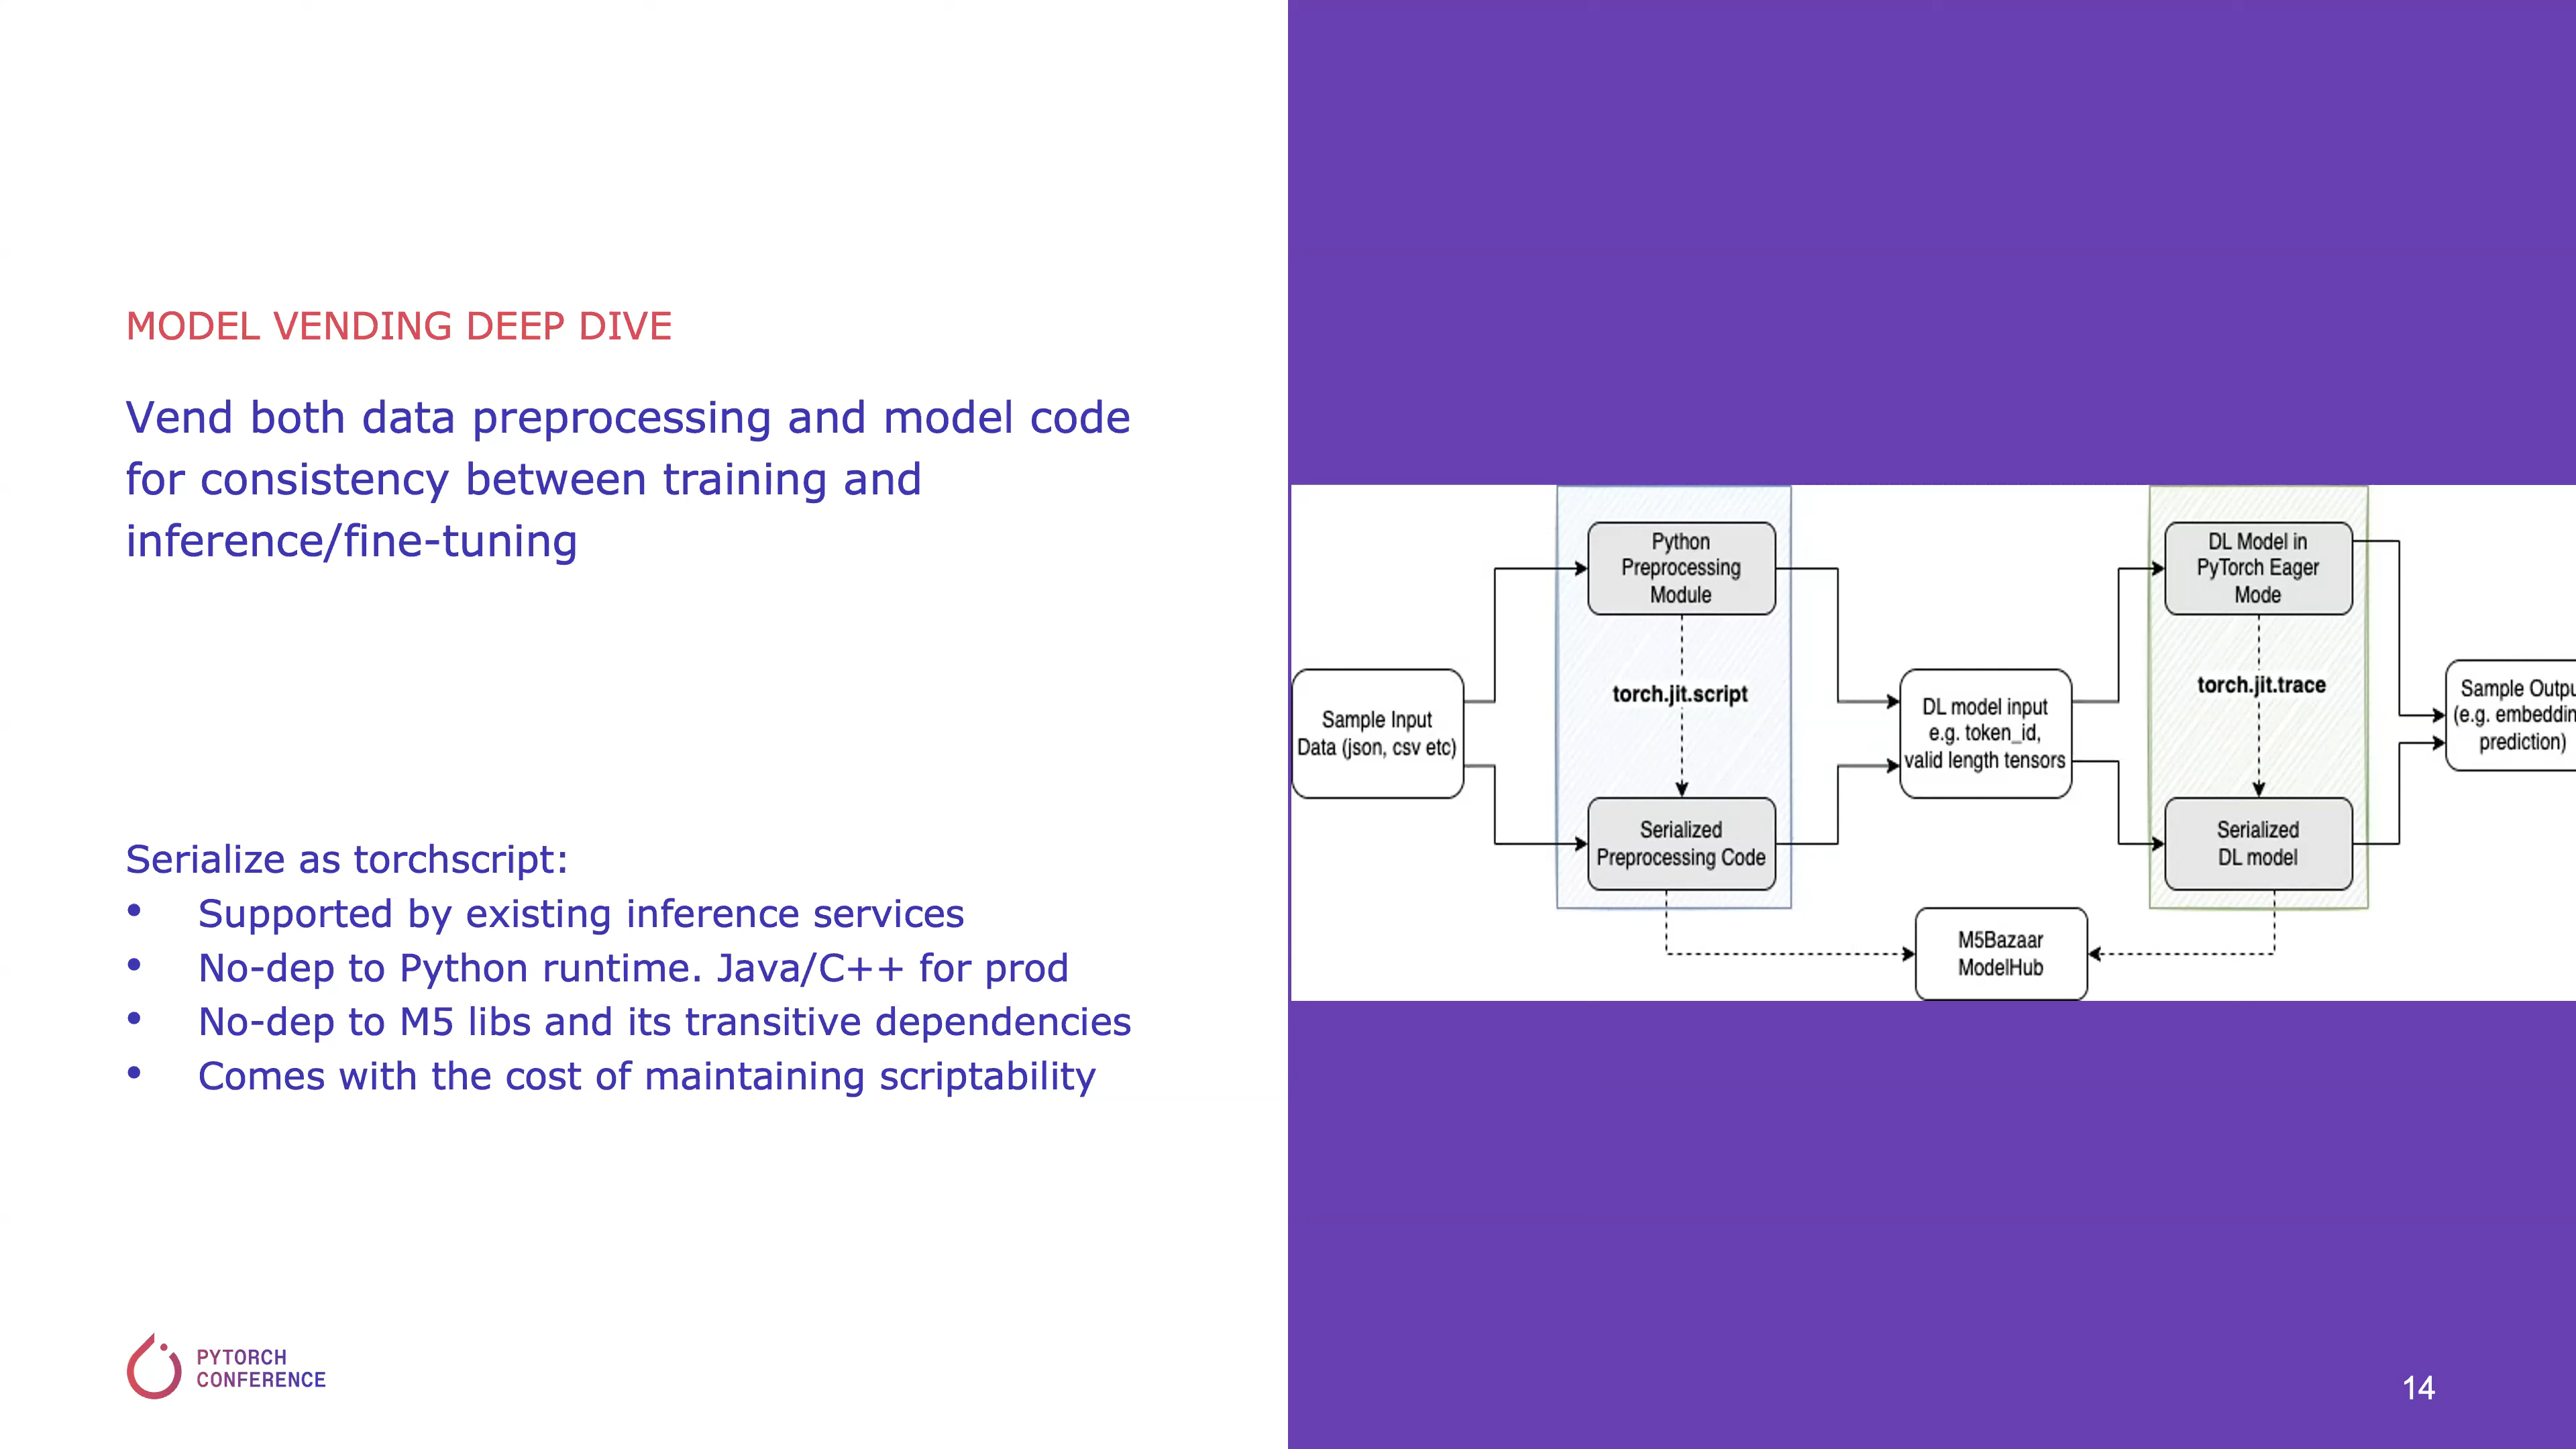 MODEL VENDING DEEP DIVE
Vend both data preprocessing and model code
for consistency between training and
inference/fine-tuning
Serialize as torchscript:
• Supported by existing inference services
• No-dep to Python runtime. Java/C++ for prod
• No-dep to M5 libs and its transitive dependencies
• Comes with the cost of maintaining scriptability
Sample Input
Data (json, csv etc)
Python
Preprocessing
Module
torch.jit.script
Serialized
Preprocessing Code
DL model input
e.g. token_id,
valid length tensors
DL Model in
PyTorch Eager
Mode
torch.jit.trace
Serialized
DL model
M5Bazaar
ModelHub
Sample
(e.g.
prediction)
PYTORCH
CONFERENCE
14